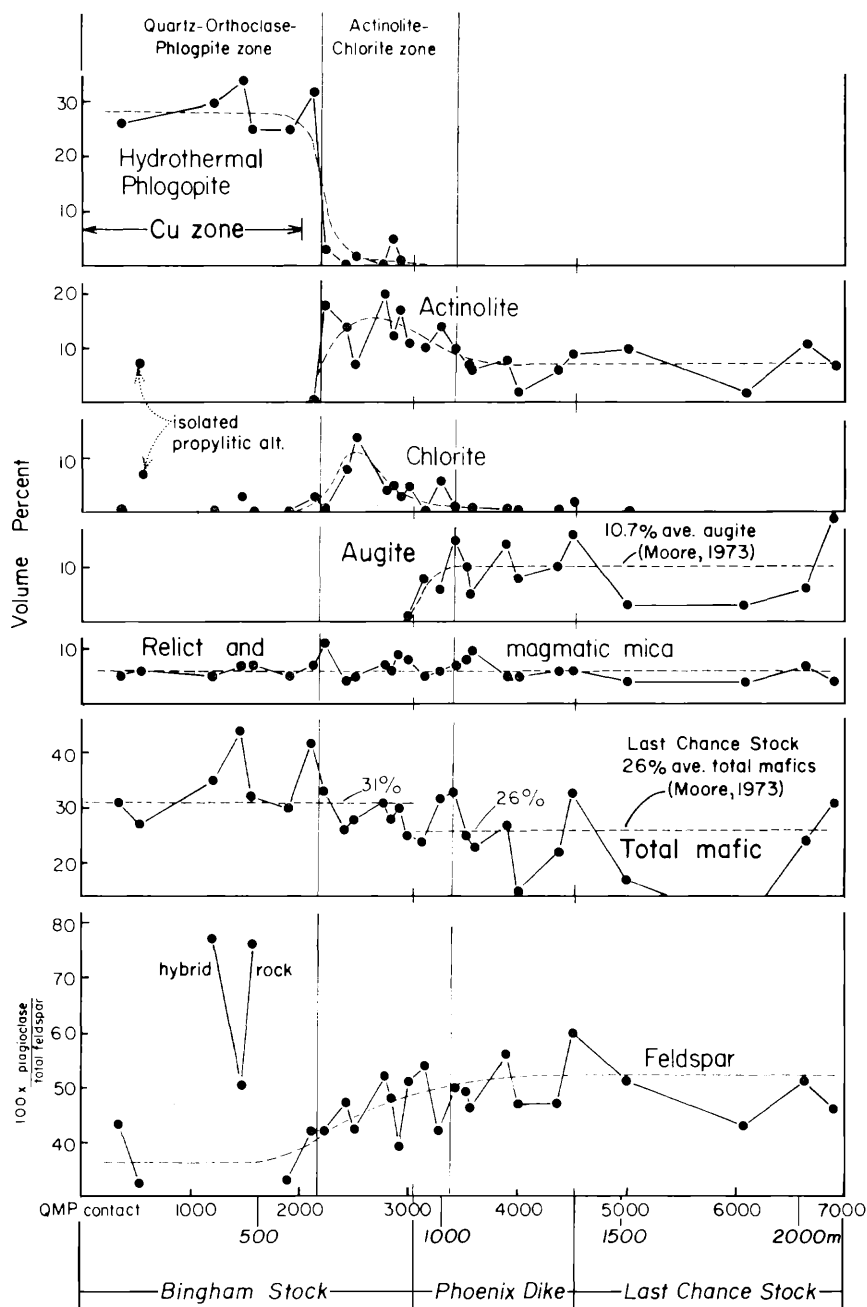 Quartz-Orthoclase-
Phlogpite zone
Actinolite-
Chlorite zone
30
20
10
Hydrothermal
Phlogopite
Cu zone
20
10
Actinolite
isolated
propylitic alt.
10
Chlorite
Volume Percent
10
Augite
10.7% ave. augite
(Moore, 1973)
10
Relict and magmatic mica
40
30
20
31%
26%
Last Chance Stock
26% ave. total mafics
(Moore, 1973)
Total mafic
100 x plagioclase
total feldspar
80
70
60
50
40
hybrid rock
Feldspar
QMP contact 1000 2000 3000 4000 5000 6000 7000
500 1000 1500 2000m
Bingham Stock Phoenix Dike Last Chance Stock